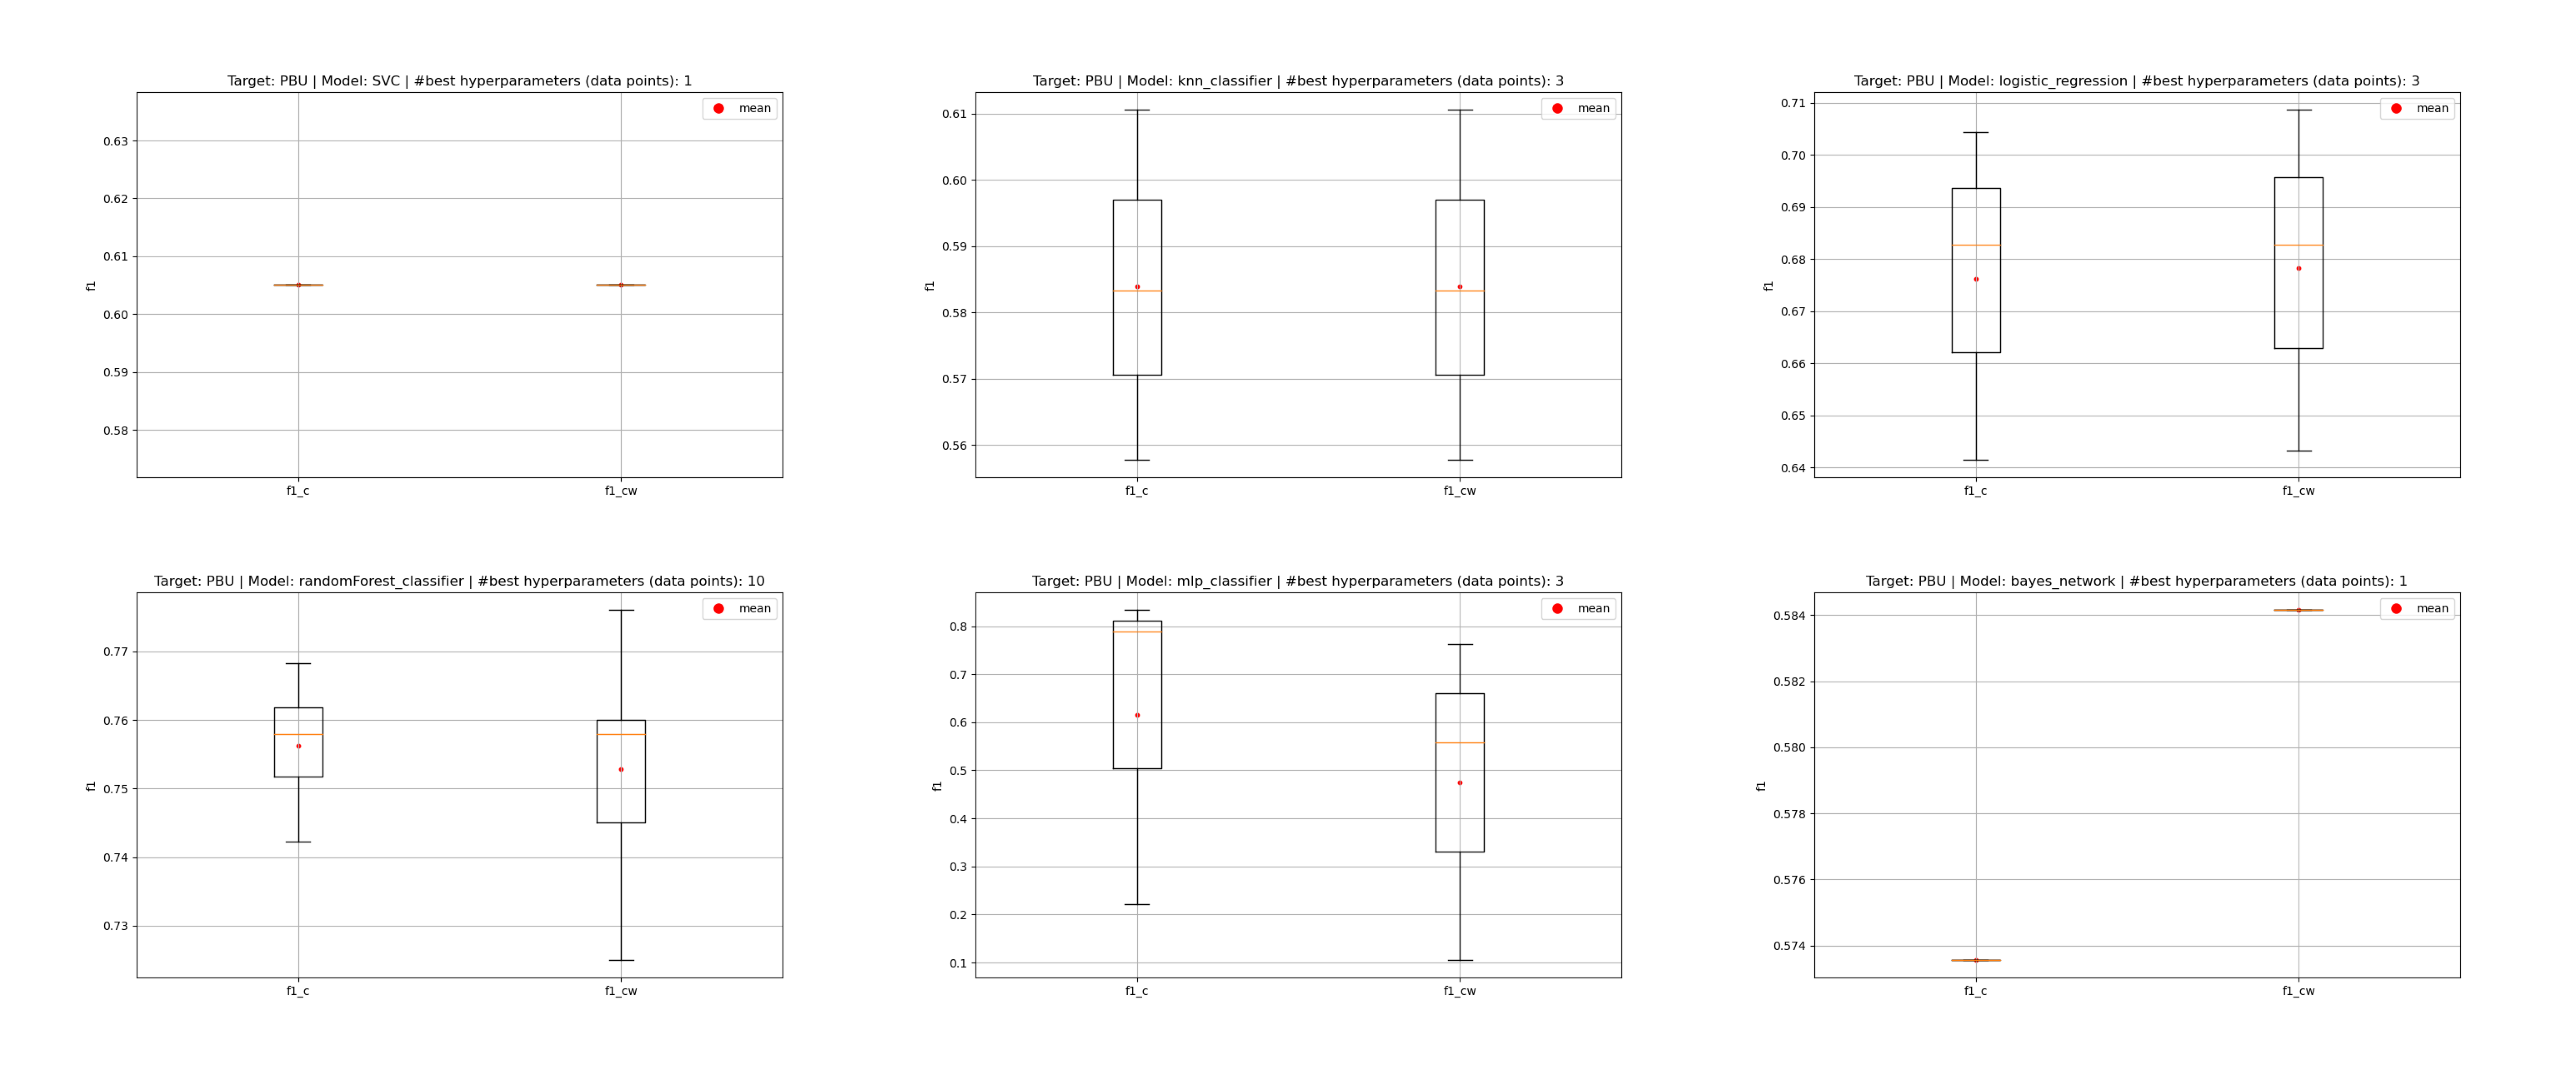 Target: PBU | Model: SVC | #best hyperparameters (data points): 1
mean
0.63
0.62
0.61
0.60
0.59
0.58
f1
f1_c
f1_cw
Target: PBU | Model: knn_classifier | #best hyperparameters (data points): 3
mean
0.61
0.60
0.59
0.58
0.57
0.56
f1
f1_c
f1_cw
Target: PBU | Model: logistic_regression | #best hyperparameters (data points): 3
mean
0.71
0.70
0.69
0.68
0.67
0.66
0.65
0.64
f1
f1_c
f1_cw
Target: PBU | Model: randomForest_classifier | #best hyperparameters (data points): 10
mean
0.77
0.76
0.75
0.74
0.73
f1
f1_c
f1_cw
Target: PBU | Model: mlp_classifier | #best hyperparameters (data points): 3
mean
0.8
0.7
0.6
0.5
0.4
0.3
0.2
0.1
f1
f1_c
f1_cw
Target: PBU | Model: bayes_network | #best hyperparameters (data points): 1
mean
0.584
0.582
0.580
0.578
0.576
0.574
f1
f1_c
f1_cw